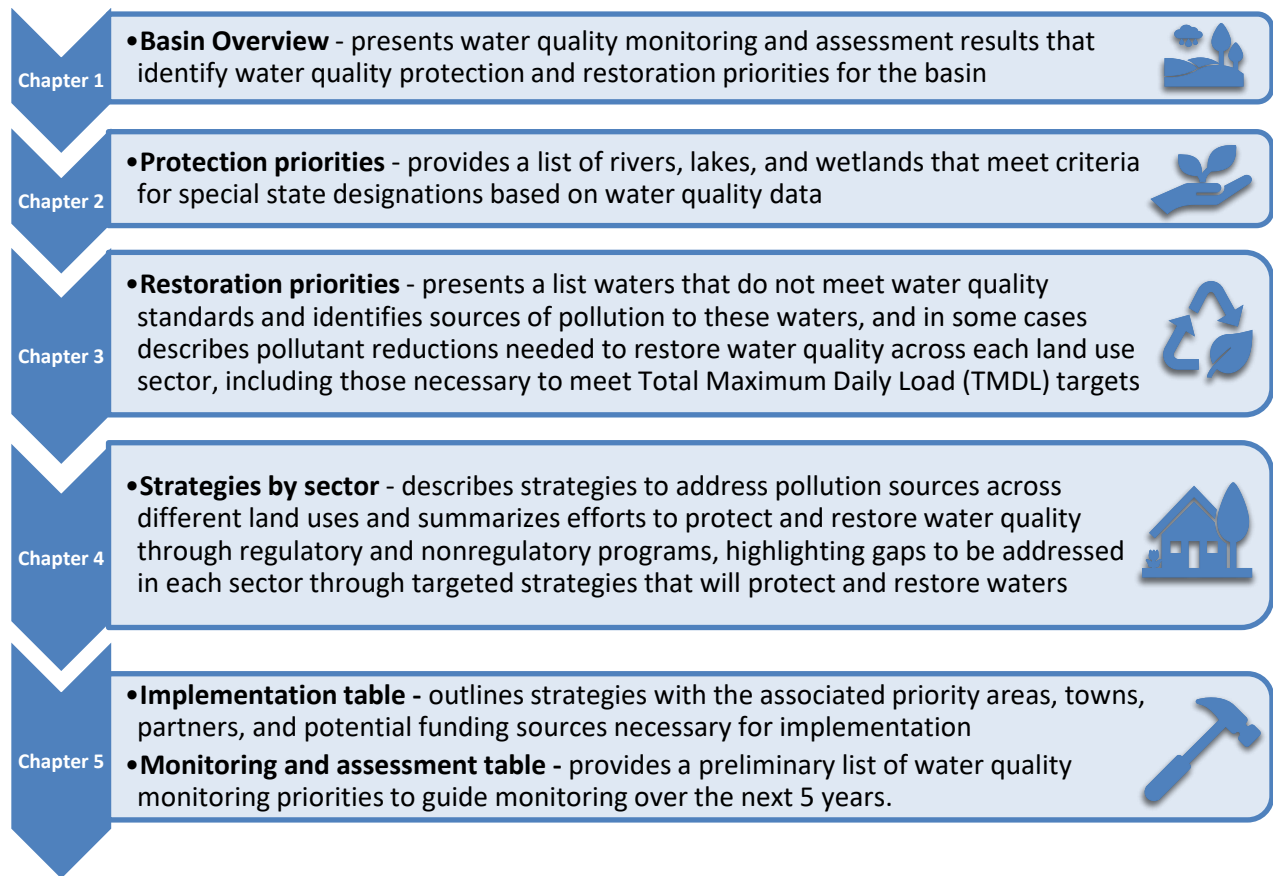 Chapter 1
•Basin Overview - presents water quality monitoring and assessment results that
identify water quality protection and restoration priorities for the basin
Chapter 2
•Protection priorities - provides a list of rivers, lakes, and wetlands that meet criteria
for special state designations based on water quality data
Chapter 3
•Restoration priorities - presents a list waters that do not meet water quality
standards and identifies sources of pollution to these waters, and in some cases
describes pollutant reductions needed to restore water quality across each land use
sector, including those necessary to meet Total Maximum Daily Load (TMDL) targets
Chapter 4
•Strategies by sector - describes strategies to address pollution sources across
different land uses and summarizes efforts to protect and restore water quality
through regulatory and nonregulatory programs, highlighting gaps to be addressed
in each sector through targeted strategies that will protect and restore waters
Chapter 5
•Implementation table - outlines strategies with the associated priority areas, towns,
partners, and potential funding sources necessary for implementation
•Monitoring and assessment table - provides a preliminary list of water quality
monitoring priorities to guide monitoring over the next 5 years.